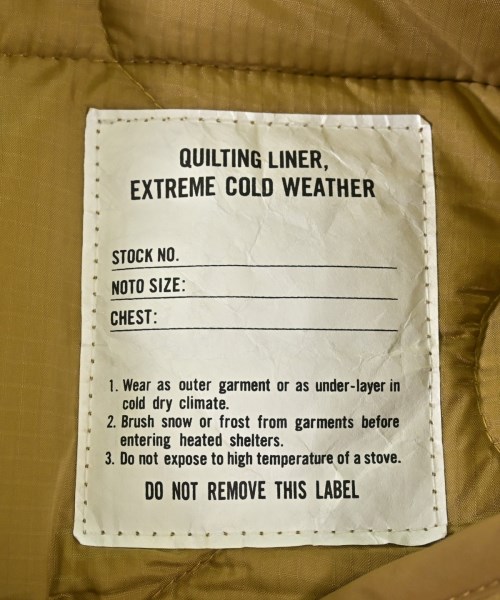 QUILTING LINER,
EXTREME COLD WEATHER
STOCK NO.
NOTO SIZE:
CHEST:
1. Wear as outer garment or as under-layer in
cold dry climate.
2. Brush snow or frost from garments before
entering heated shelters.
3. Do not expose to high temperature of a stove.
DO NOT REMOVE THIS LABEL